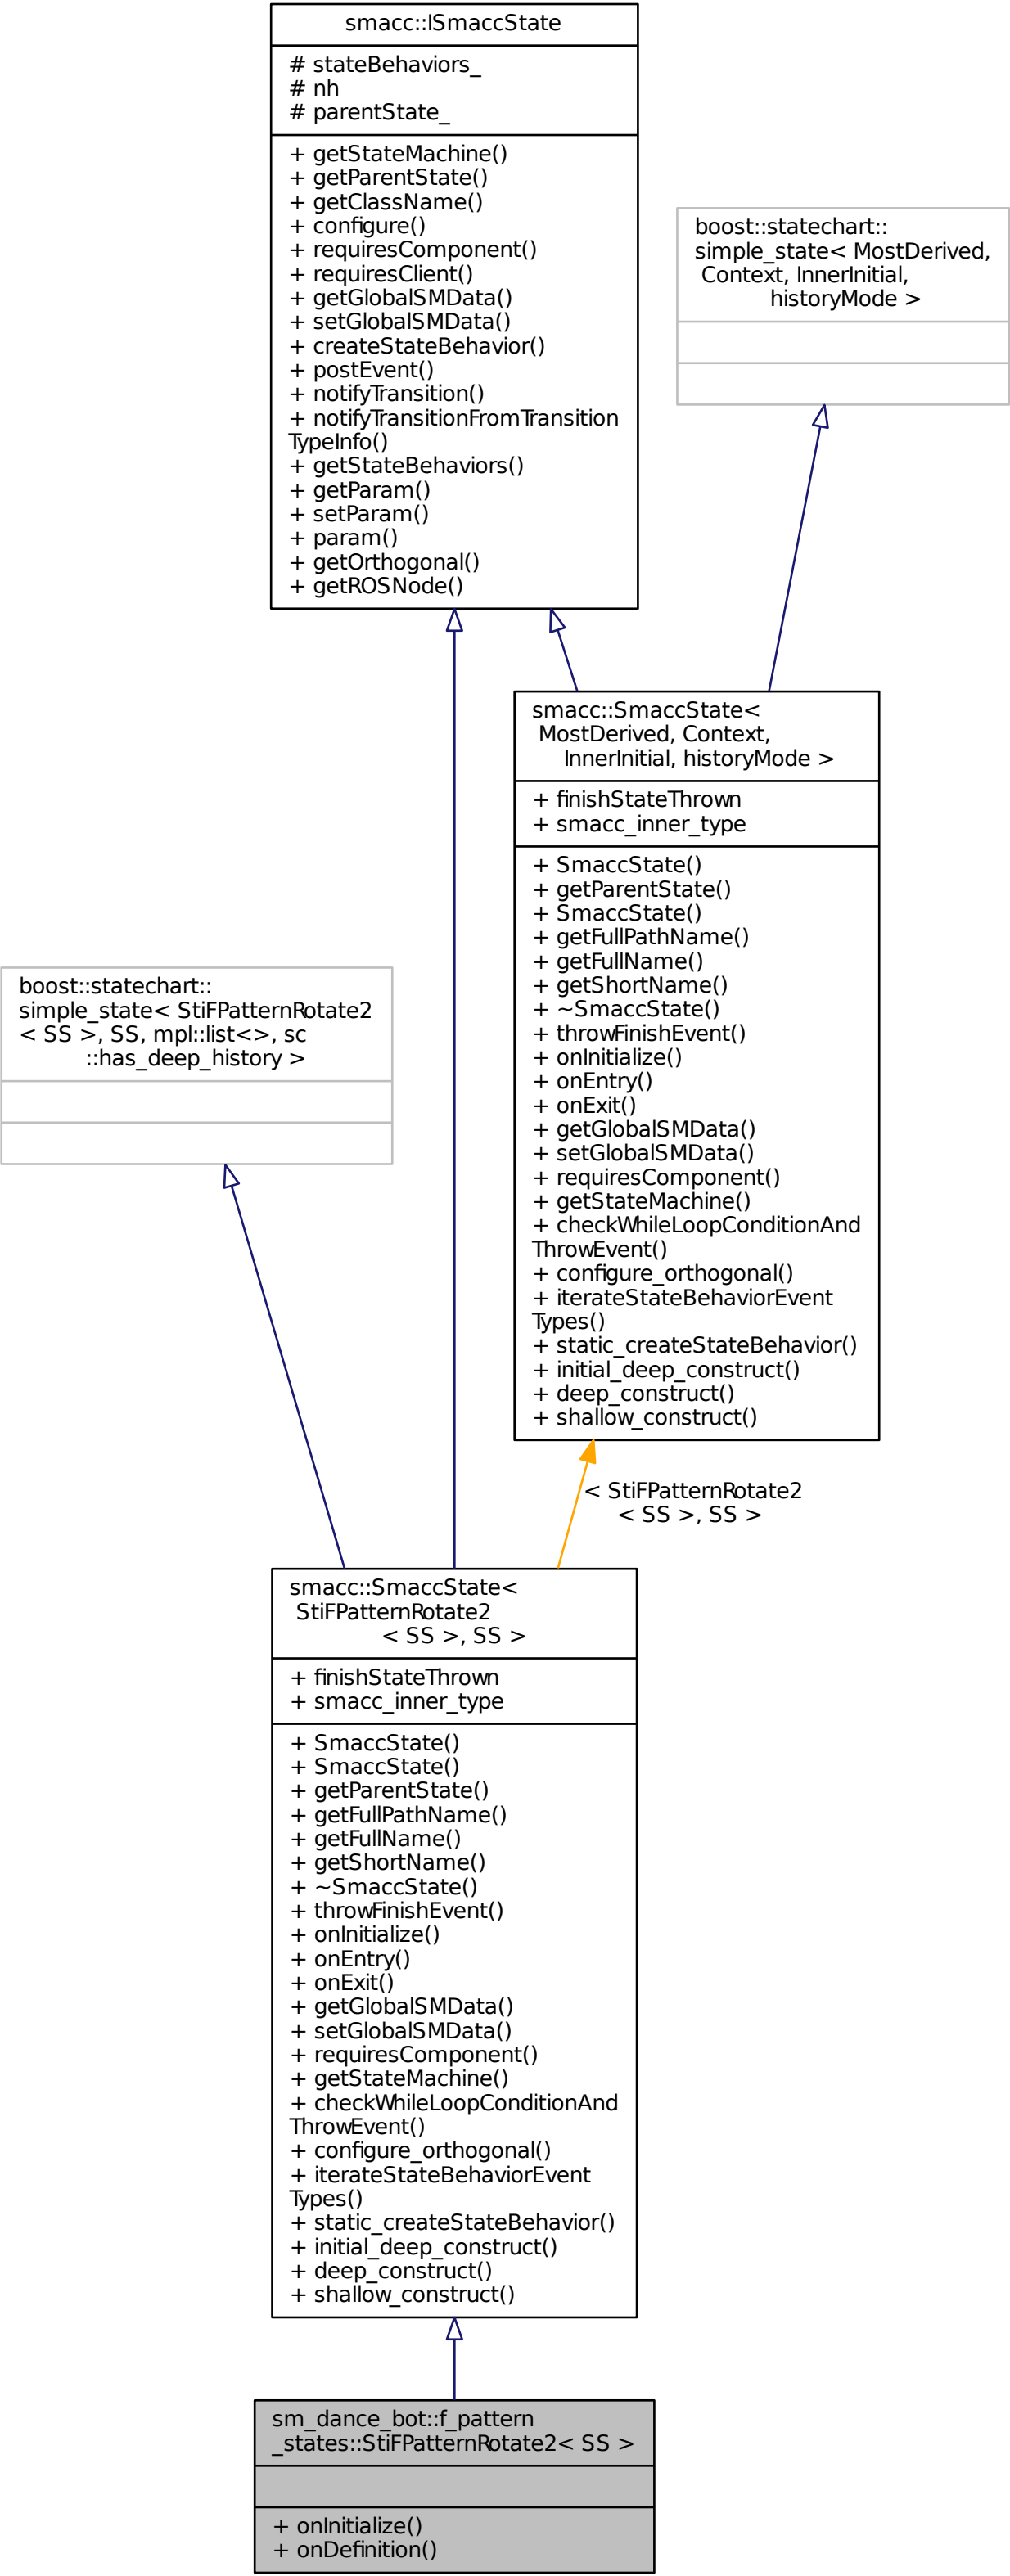 smacc::ISmaccState
# stateBehaviors_
# nh
# parentState_
+ getStateMachine()
+ getParentState()
+ getClassName()
+ configure()
+ requiresComponent()
+ requiresClient()
+ getGlobalSMData()
+ setGlobalSMData()
+ createStateBehavior()
+ postEvent()
+ notifyTransition()
+ notifyTransitionFromTransition
TypeInfo()
+ getStateBehaviors()
+ getParam()
+ setParam()
+ param()
+ getOrthogonal()
+ getROSNode()
boost::statechart::
simple_state< MostDerived,
Context, InnerInitial,
historyMode >
smacc::SmaccState<
MostDerived, Context,
InnerInitial, historyMode >
+ finishStateThrown
+ smacc_inner_type
+ SmaccState()
+ getParentState()
+ SmaccState()
+ getFullPathName()
+ getFullName()
+ getShortName()
+ ~SmaccState()
+ throwFinishEvent()
+ onInitialize()
+ onEntry()
+ onExit()
+ getGlobalSMData()
+ setGlobalSMData()
+ requiresComponent()
+ getStateMachine()
+ checkWhileLoopConditionAnd
ThrowEvent()
+ configure_orthogonal()
+ iterateStateBehaviorEvent
Types()
+ static_createStateBehavior()
+ initial_deep_construct()
+ deep_construct()
+ shallow_construct()
boost::statechart::
simple_state< StiFPatternRotate2
< SS >, SS, mpl::list<>, sc
::has_deep_history >
< StiFPatternRotate2
< SS >, SS >
smacc::SmaccState<
StiFPatternRotate2
< SS >, SS >
+ finishStateThrown
+ smacc_inner_type
+ SmaccState()
+ SmaccState()
+ getParentState()
+ getFullPathName()
+ getFullName()
+ getShortName()
+ ~SmaccState()
+ throwFinishEvent()
+ onInitialize()
+ onEntry()
+ onExit()
+ getGlobalSMData()
+ setGlobalSMData()
+ requiresComponent()
+ getStateMachine()
+ checkWhileLoopConditionAnd
ThrowEvent()
+ configure_orthogonal()
+ iterateStateBehaviorEvent
Types()
+ static_createStateBehavior()
+ initial_deep_construct()
+ deep_construct()
+ shallow_construct()
sm_dance_bot::f_pattern
_states::StiFPatternRotate2< SS >
+ onInitialize()
+ onDefinition()